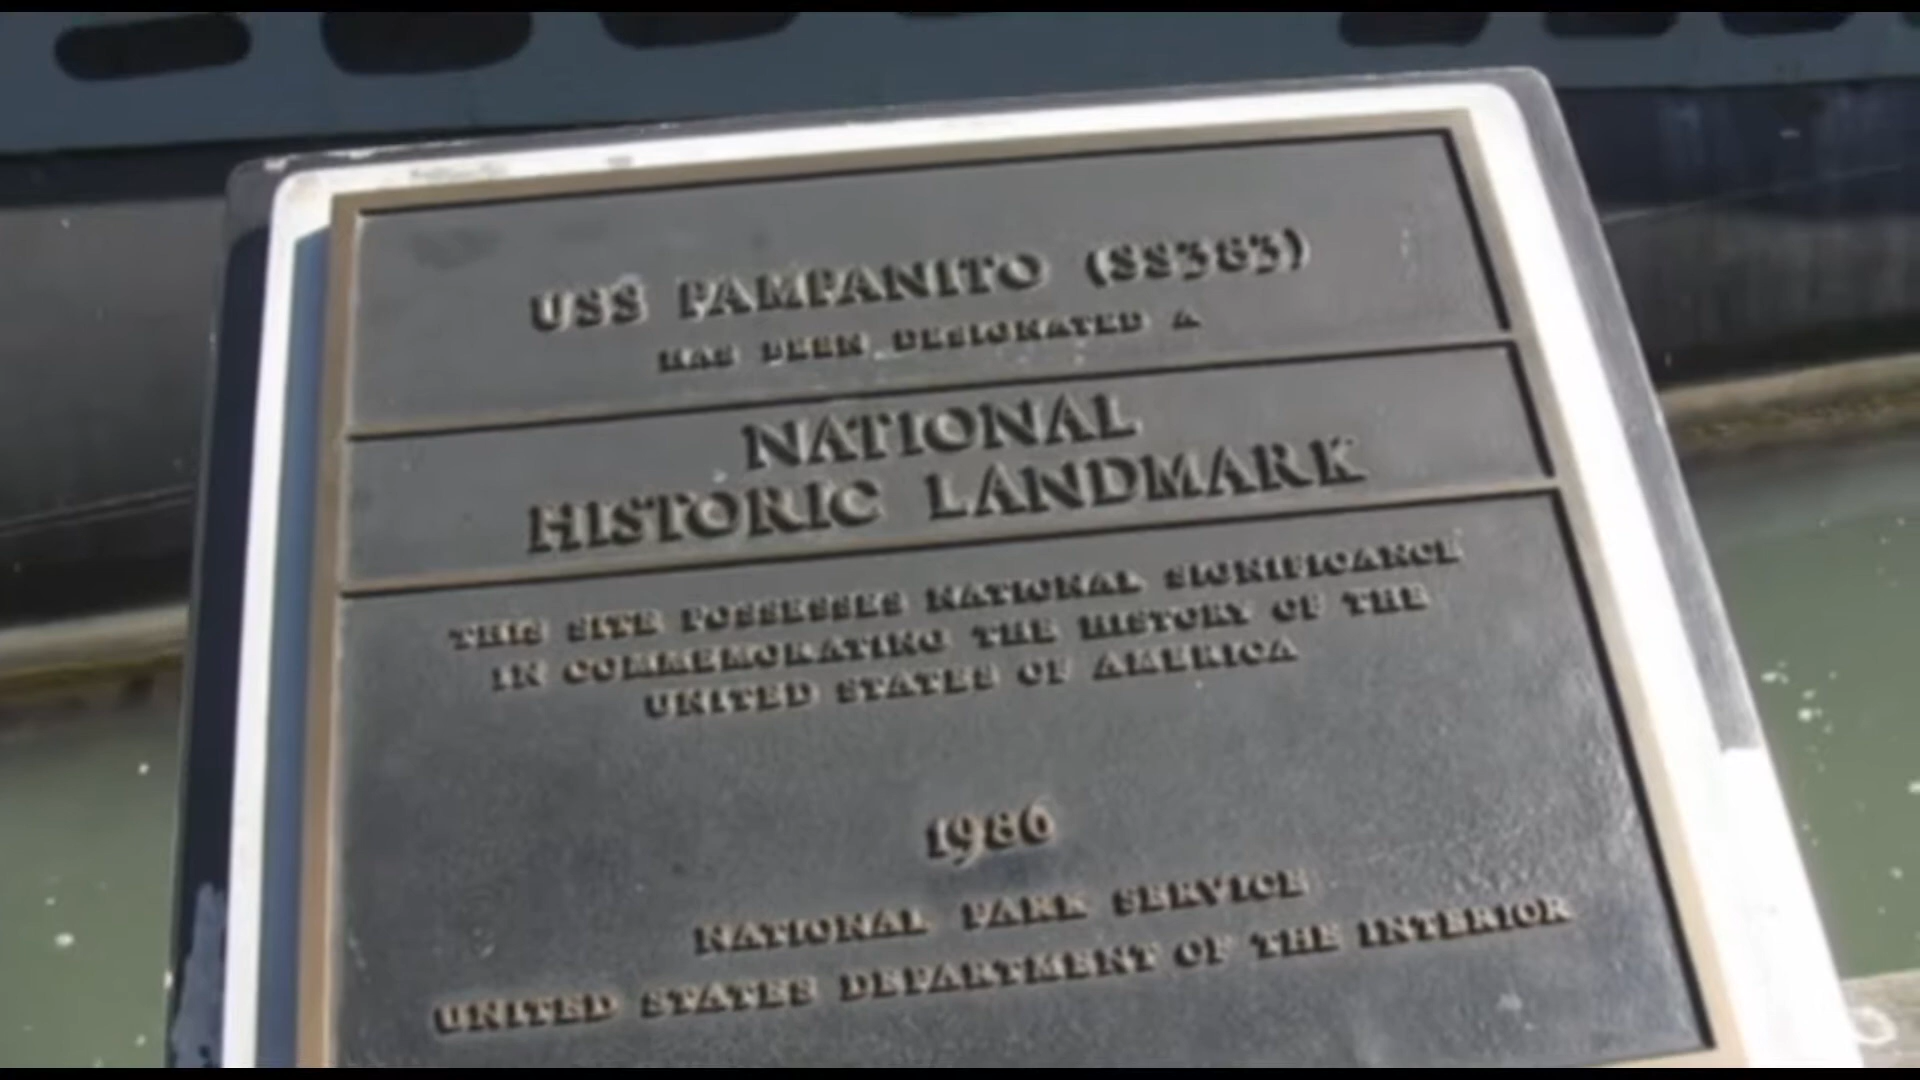 USS PAMPANITO (SS383)
HAS BEEN DESIGNATED A
NATIONAL
HISTORIC LANDMARK
THIS SITE POSSESSES NATIONAL SIGNIFICANCE
IN COMMEMORATING THE HISTORY OF THE
UNITED STATES OF AMERICA
1986
NATIONAL PARK SERVICE
UNITED STATES DEPARTMENT OF THE INTERIOR